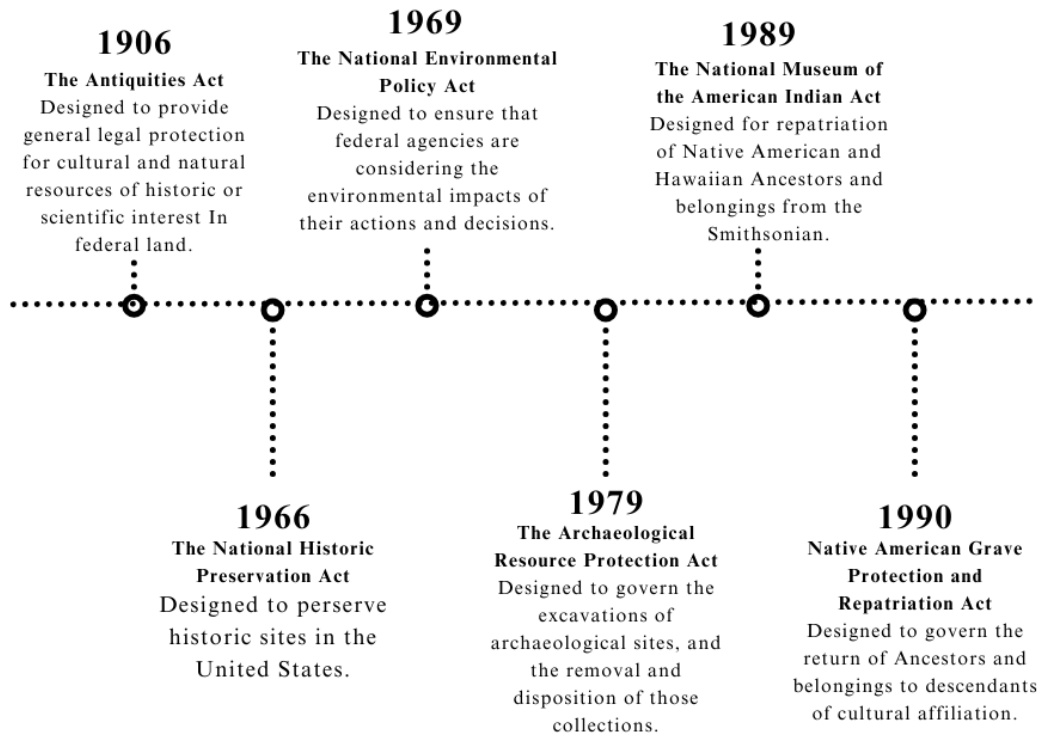 1906
The Antiquities Act
Designed to provide
general legal protection
for cultural and natural
resources of historic or
scientific interest In
federal land.
1966
The National Historic
Preservation Act
Designed to perserve
historic sites in the
United States.
1969
The National Environmental
Policy Act
Designed to ensure that
federal agencies are
considering the
environmental impacts of
their actions and decisions.
1979
The Archaeological
Resource Protection Act
Designed to govern the
excavations of
archaeological sites, and
the removal and
disposition of those
collections.
1989
The National Museum of
the American Indian Act
Designed for repatriation
of Native American and
Hawaiian Ancestors and
belongings from the
Smithsonian.
1990
Native American Grave
Protection and
Repatriation Act
Designed to govern the
return of Ancestors and
belongings to descendants
of cultural affiliation.